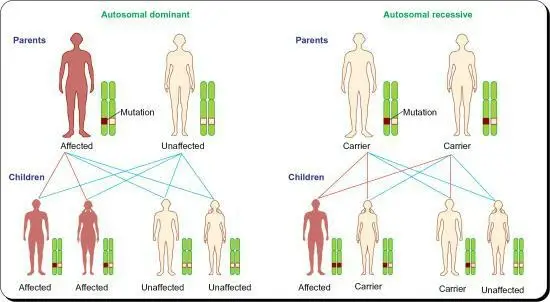 Autosomal dominant
Autosomal recessive
Parents
Parents
Mutation
Mutation
Affected
Unaffected
Carrier
Carrier
Children
Children
Affected
Affected
Unaffected
Unaffected
Affected
Carrier
Carrier
Unaffected